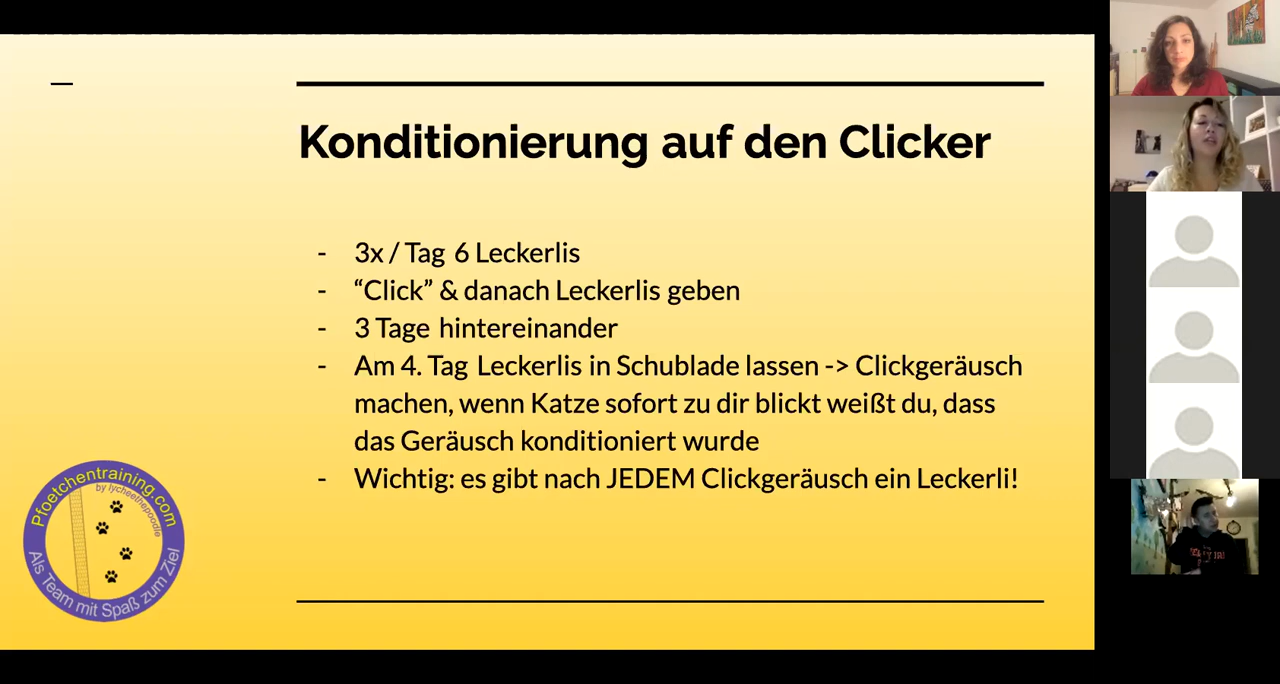 Konditionierung auf den Clicker
- 3x / Tag 6 Leckerlis
- “Click” & danach Leckerlis geben
- 3 Tage hintereinander
- Am 4. Tag Leckerlis in Schublade lassen -> Clickgeräusch
machen, wenn Katze sofort zu dir blickt weißt du, dass
das Geräusch konditioniert wurde
- Wichtig: es gibt nach JEDEM Clickgeräusch ein Leckerli!
Pfoetchentraining.com
by lycheethepoodle
Als Team mit Spaß zum Ziel